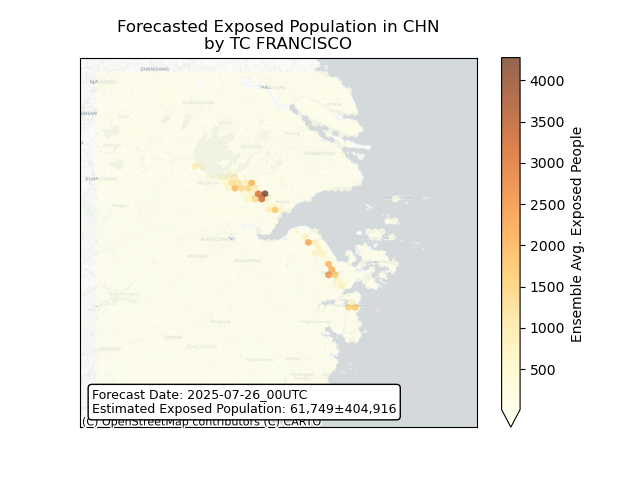 Forecasted Exposed Population in CHN
by TC FRANCISCO
4000
3500
3000
2500
2000
1500
1000
500
Ensemble Avg. Exposed People
Forecast Date: 2025-07-26_00UTC
Estimated Exposed Population: 61,749±404,916
(C) OpenStreetMap contributors (C) CARTO